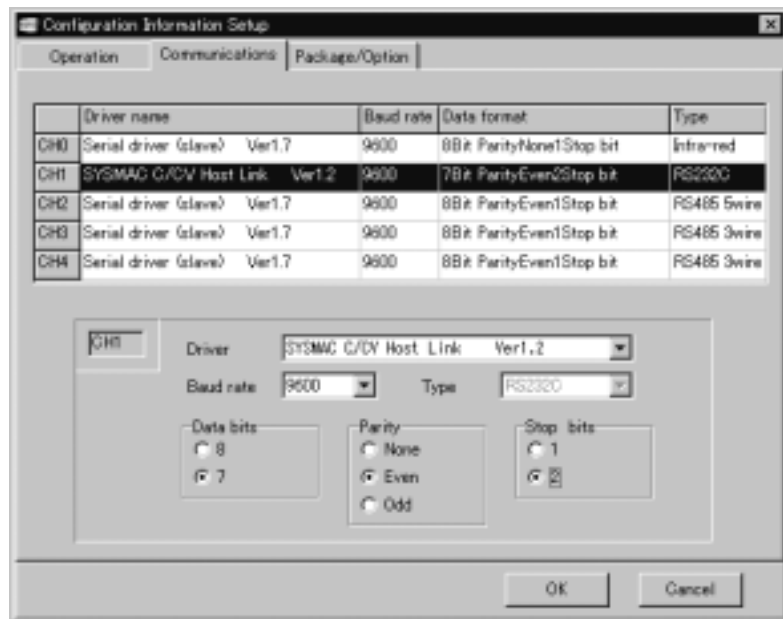 Configuration Information Setup
Operation Communications Package/Option
Driver name Baud rate Data format Type
CH0 Serial driver (slave) Ver1.7 9600 8Bit ParityNone1Stop bit Infra-red
CH1 SYSMAC C/CV Host Link Ver1.2 9600 7Bit ParityEven2Stop bit RS232C
CH2 Serial driver (slave) Ver1.7 9600 8Bit ParityEven1Stop bit RS485 5wire
CH3 Serial driver (slave) Ver1.7 9600 8Bit ParityEven1Stop bit RS485 3wire
CH4 Serial driver (slave) Ver1.7 9600 8Bit ParityEven1Stop bit RS485 3wire
CH1 Driver SYSMAC C/CV Host Link Ver1.2
Baud rate 9600 Type RS232C
Data bits Parity Stop bits
8 None 1
7 Even 2
Odd
OK Cancel